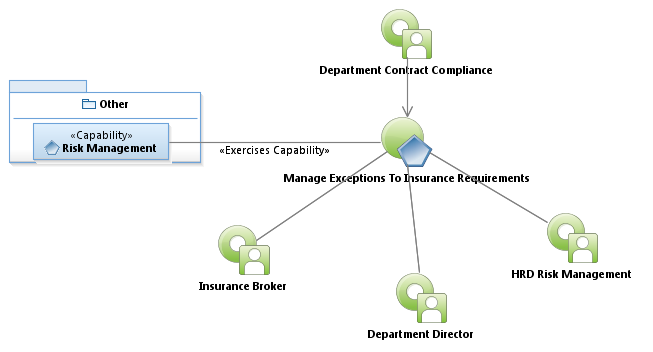 Department Contract Compliance
Other
«Capability»
Risk Management
«Exercises Capability»
Manage Exceptions To Insurance Requirements
Insurance Broker
HRD Risk Management
Department Director